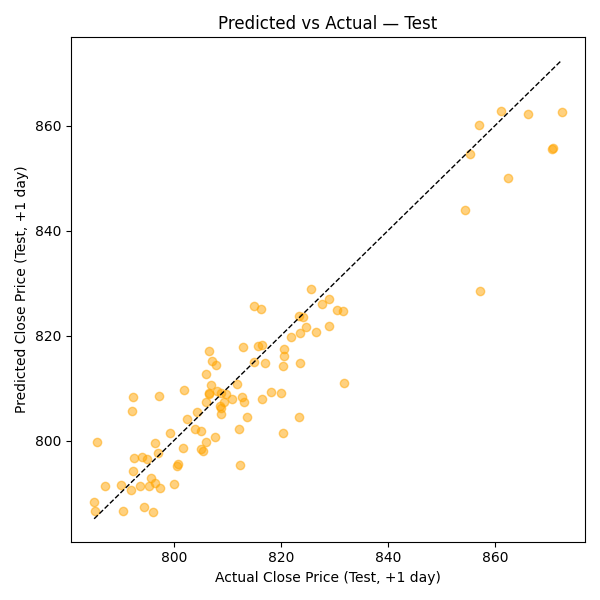 Predicted vs Actual — Test
Predicted Close Price (Test, +1 day)
860
840
820
800
800 820 840 860
Actual Close Price (Test, +1 day)